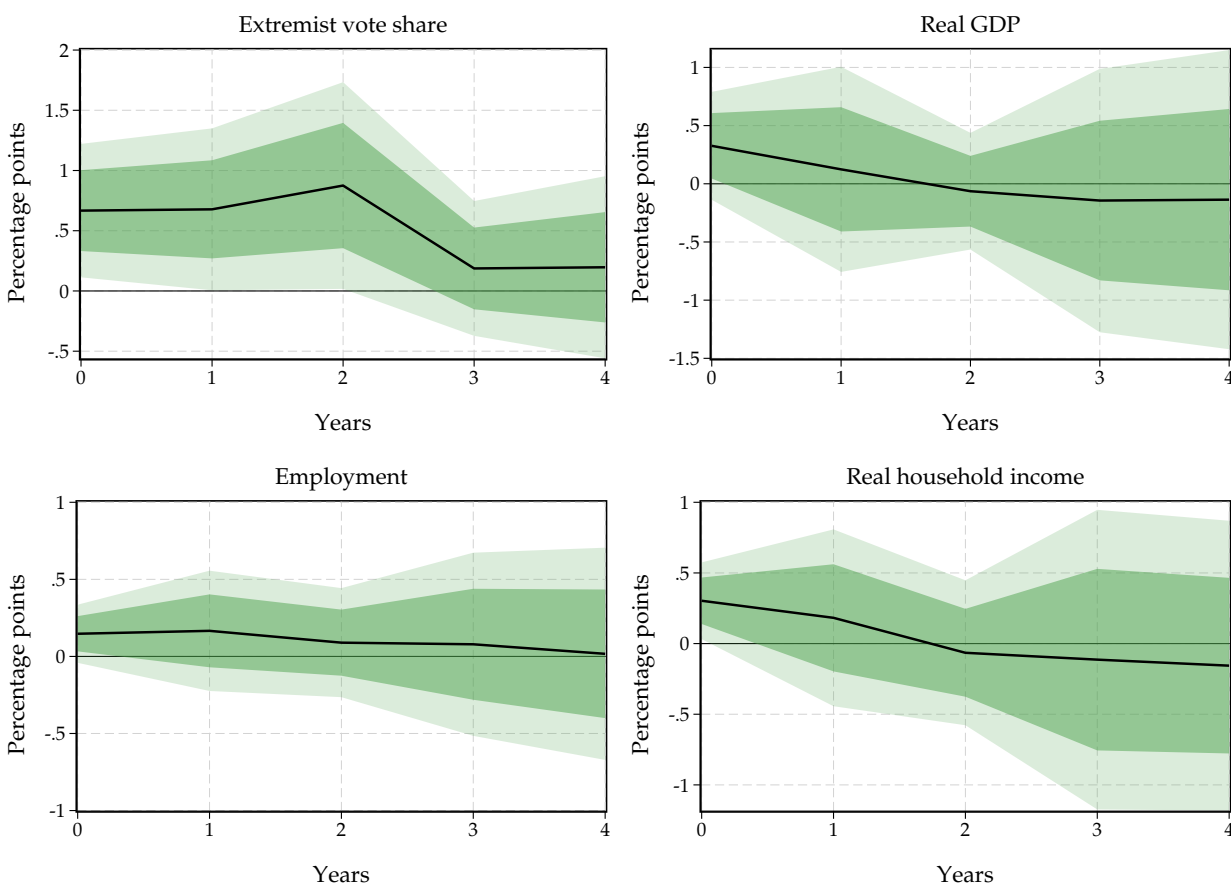 Extremist vote share
Percentage points
2
1.5
1
.5
0
-.5
0 1 2 3 4
Years
Real GDP
Percentage points
1
.5
0
-.5
-1
-1.5
0 1 2 3 4
Years
Employment
Percentage points
1
.5
0
-.5
-1
0 1 2 3 4
Years
Real household income
Percentage points
1
.5
0
-.5
-1
0 1 2 3 4
Years